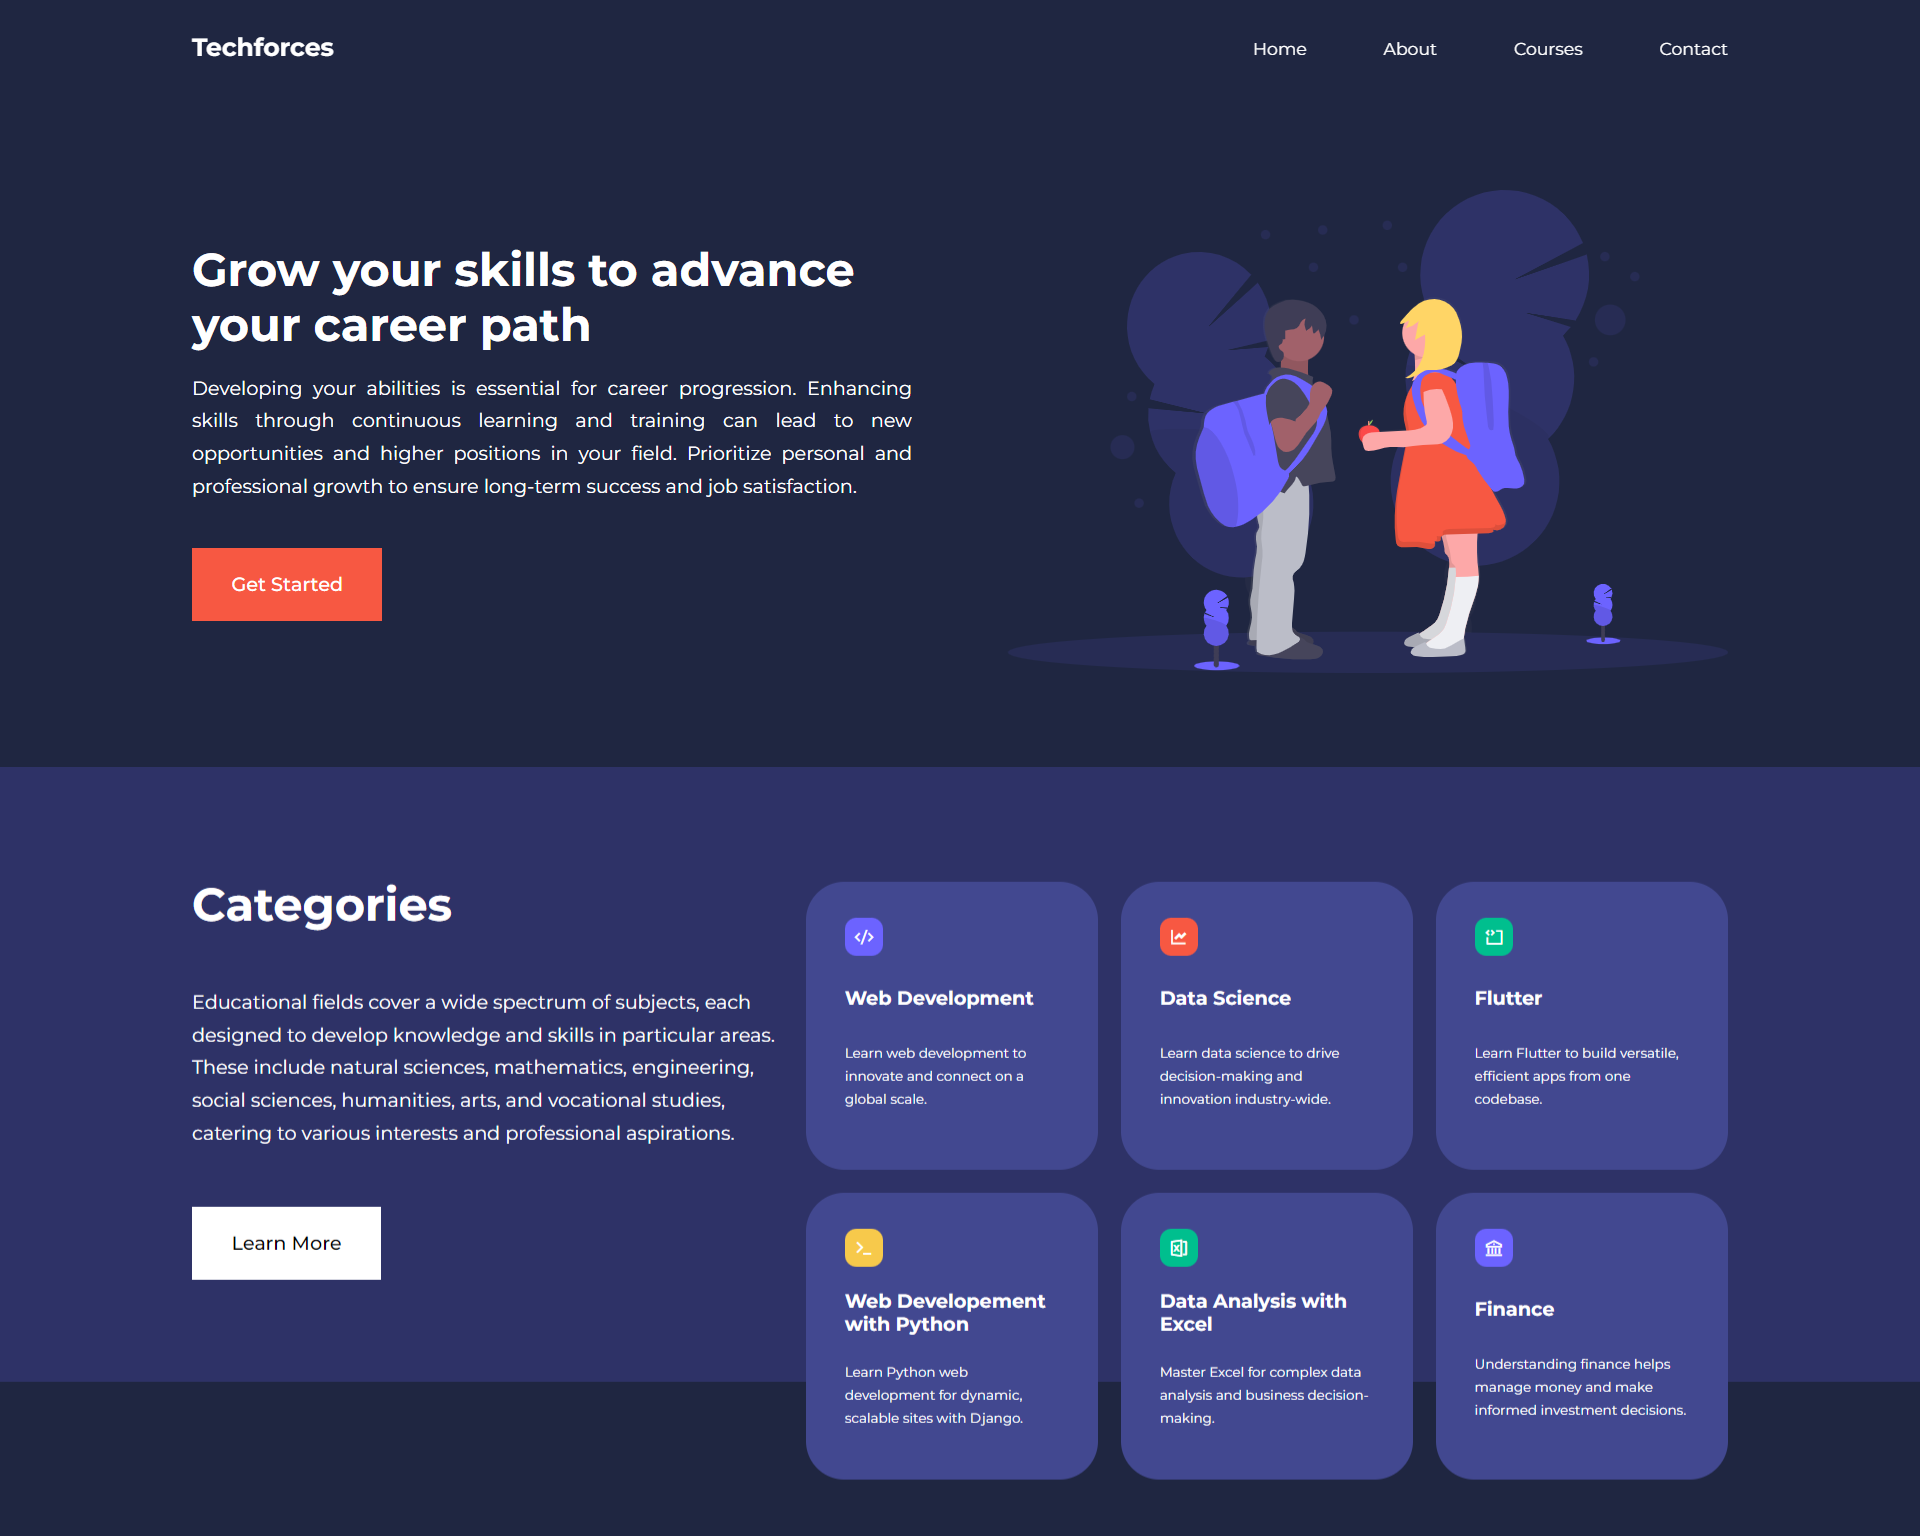 Techforces
Home
About
Courses
Contact
Grow your skills to advance
your career path
Developing your abilities is essential for career progression. Enhancing
skills through continuous learning and training can lead to new
opportunities and higher positions in your field. Prioritize personal and
professional growth to ensure long-term success and job satisfaction.
Get Started
Categories
Educational fields cover a wide spectrum of subjects, each
designed to develop knowledge and skills in particular areas.
These include natural sciences, mathematics, engineering,
social sciences, humanities, arts, and vocational studies,
catering to various interests and professional aspirations.
Learn More
Web Development
Learn web development to
innovate and connect on a
global scale.
Data Science
Learn data science to drive
decision-making and
innovation industry-wide.
Flutter
Learn Flutter to build versatile,
efficient apps from one
codebase.
Web Developement
with Python
Learn Python web
development for dynamic,
scalable sites with Django.
Data Analysis with
Excel
Master Excel for complex data
analysis and business decision-
making.
Finance
Understanding finance helps
manage money and make
informed investment decisions.